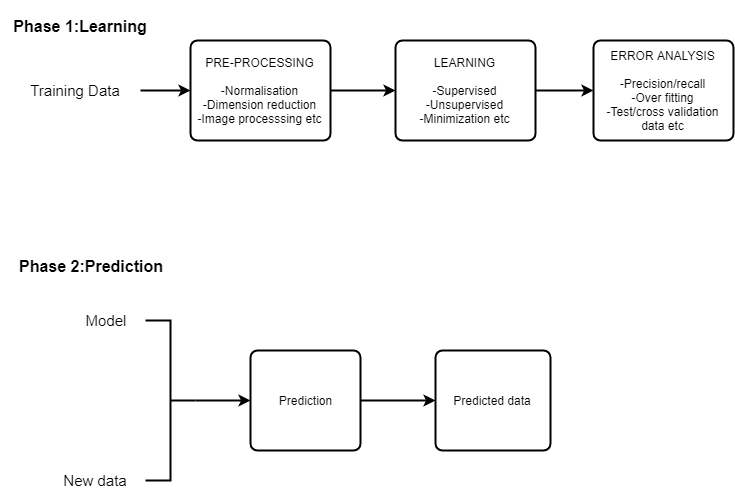 Phase 1:Learning
Training Data
PRE-PROCESSING
-Normalisation
-Dimension reduction
-Image processsing etc
LEARNING
-Supervised
-Unsupervised
-Minimization etc
ERROR ANALYSIS
-Precision/recall
-Over fitting
-Test/cross validation
data etc
Phase 2:Prediction
Model
New data
Prediction
Predicted data